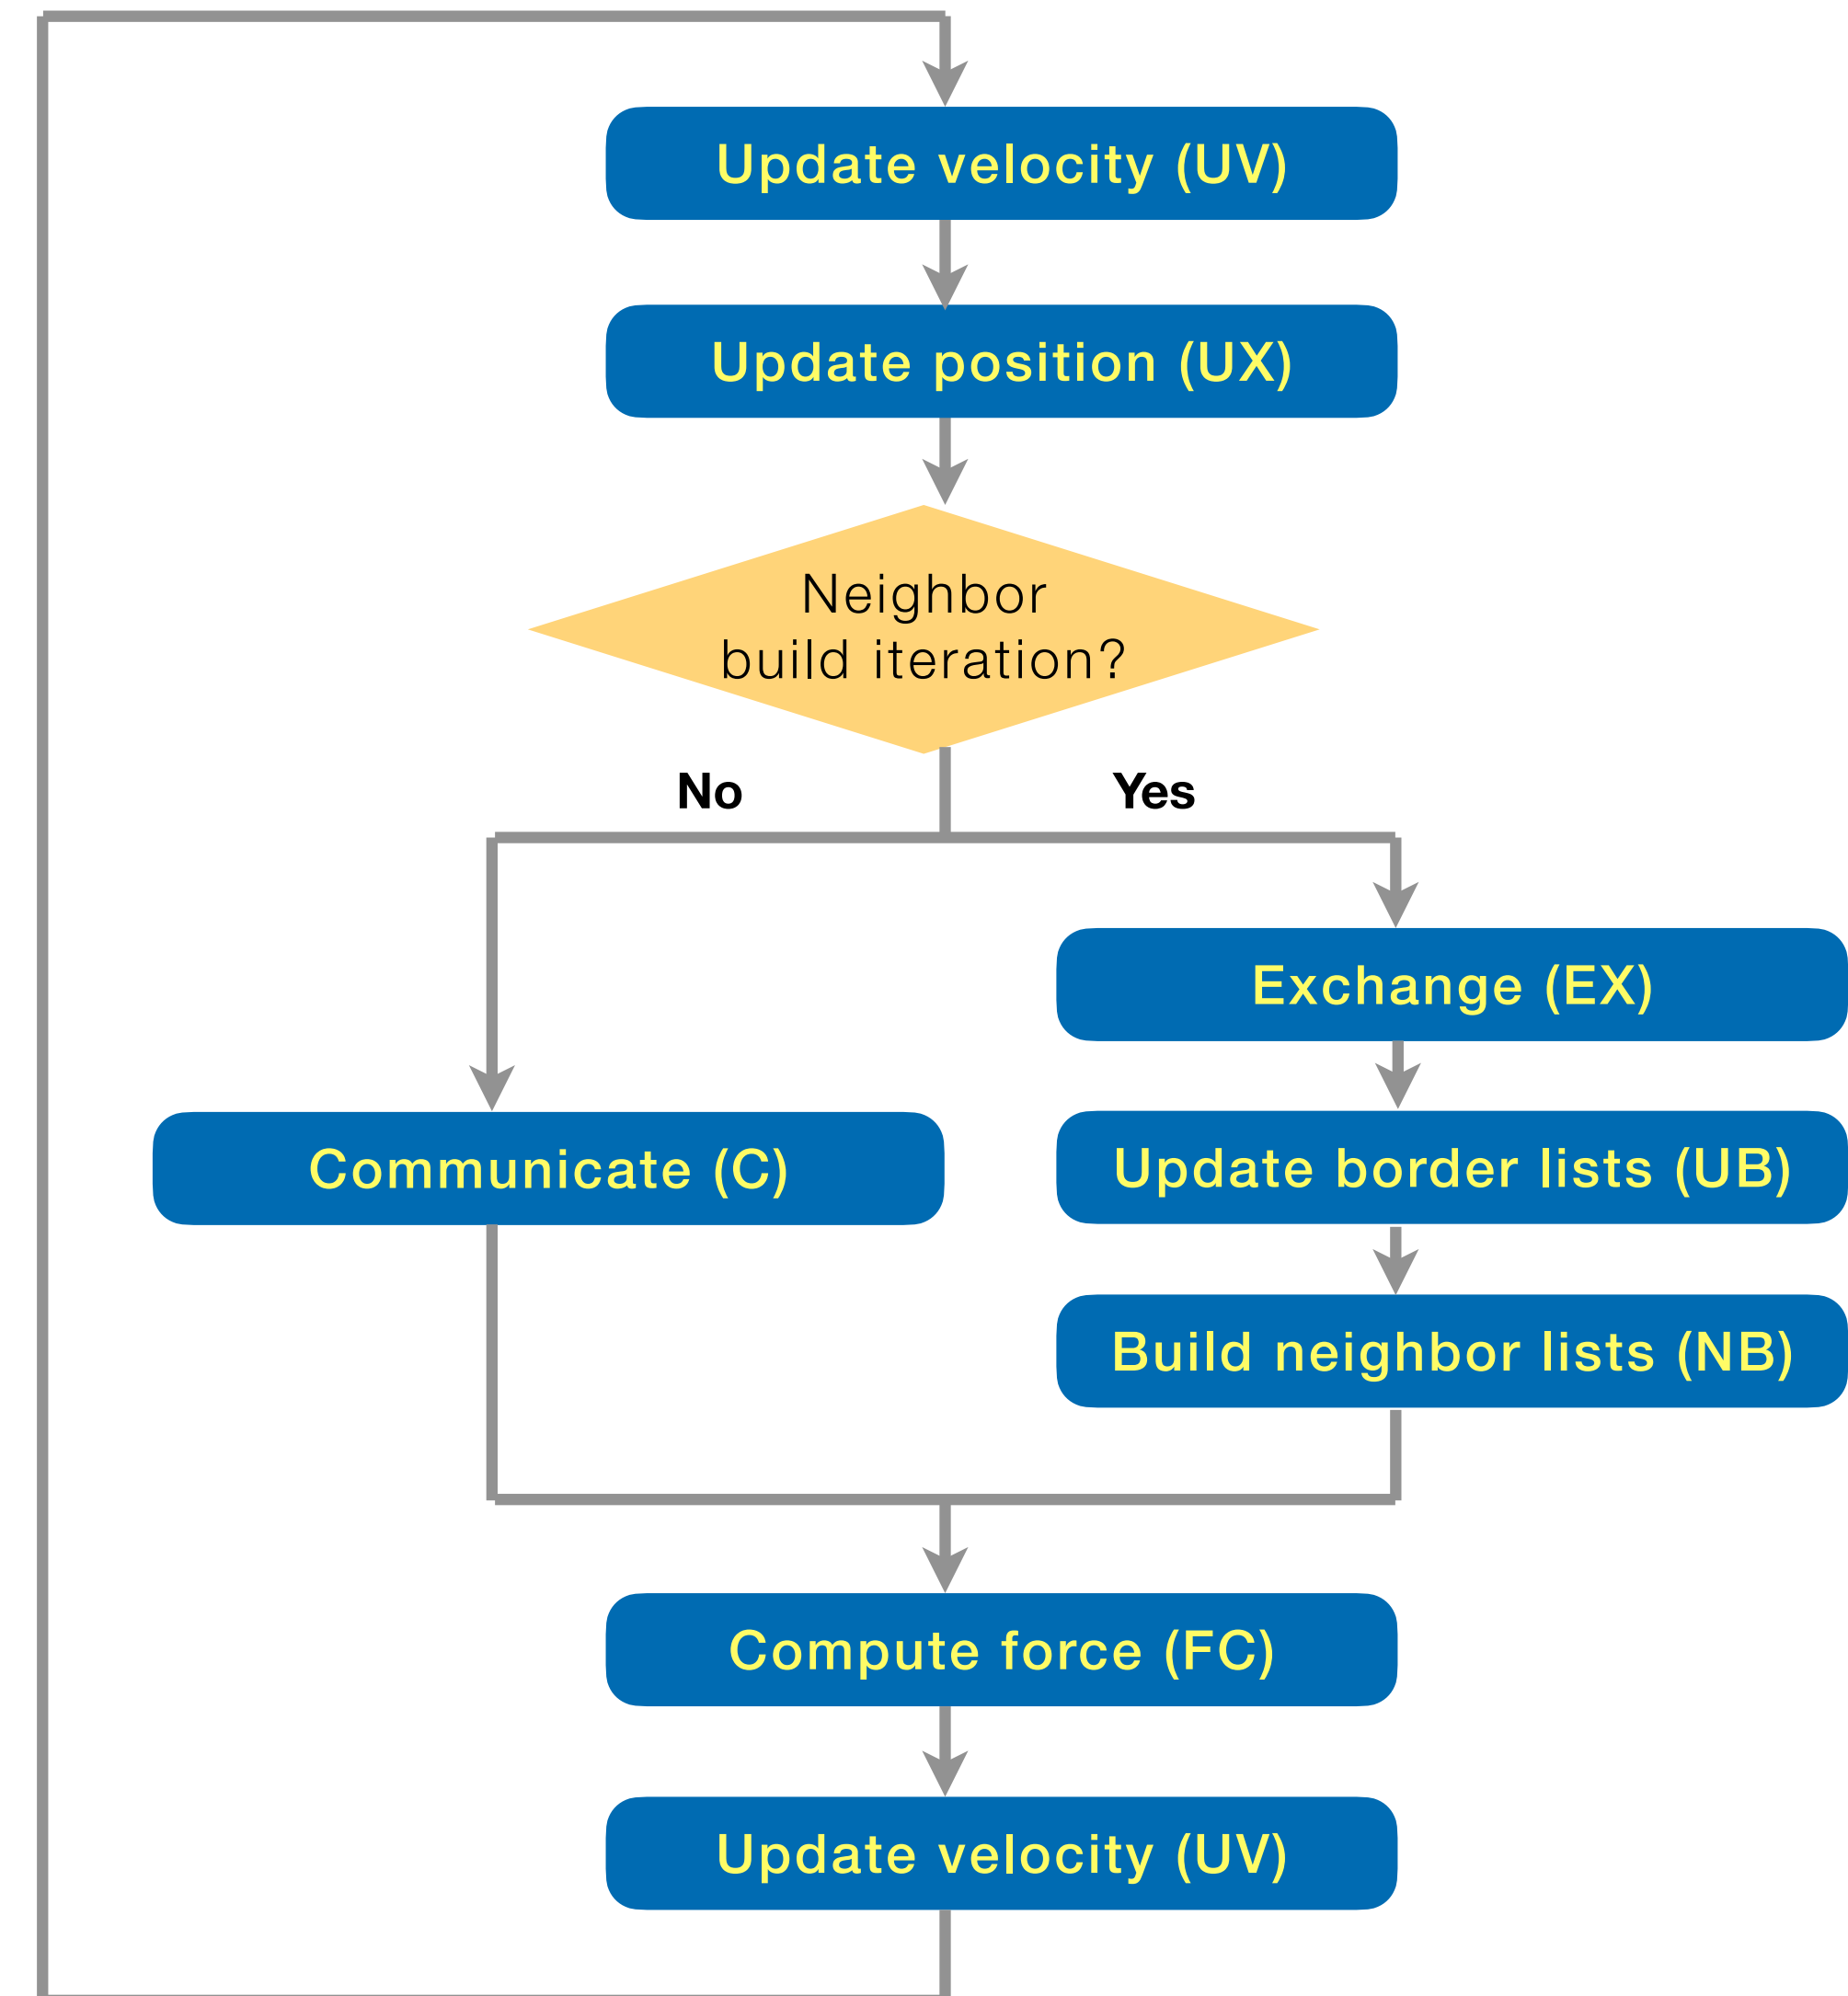 Update velocity (UV)
Update position (UX)
Neighbor
build iteration?
No
Yes
Exchange (EX)
Communicate (C)
Update border lists (UB)
Build neighbor lists (NB)
Compute force (FC)
Update velocity (UV)